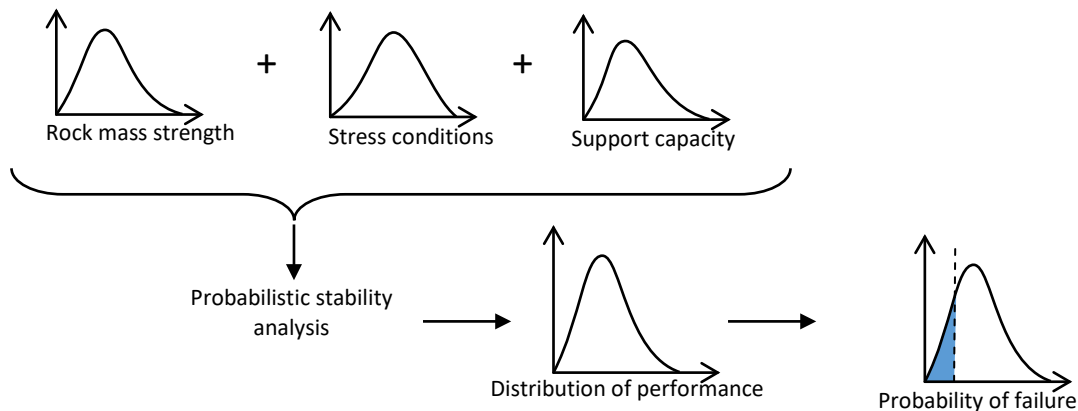 +
+
Rock mass strength
Stress conditions
Support capacity
Probabilistic stability
analysis
Distribution of performance
Probability of failure